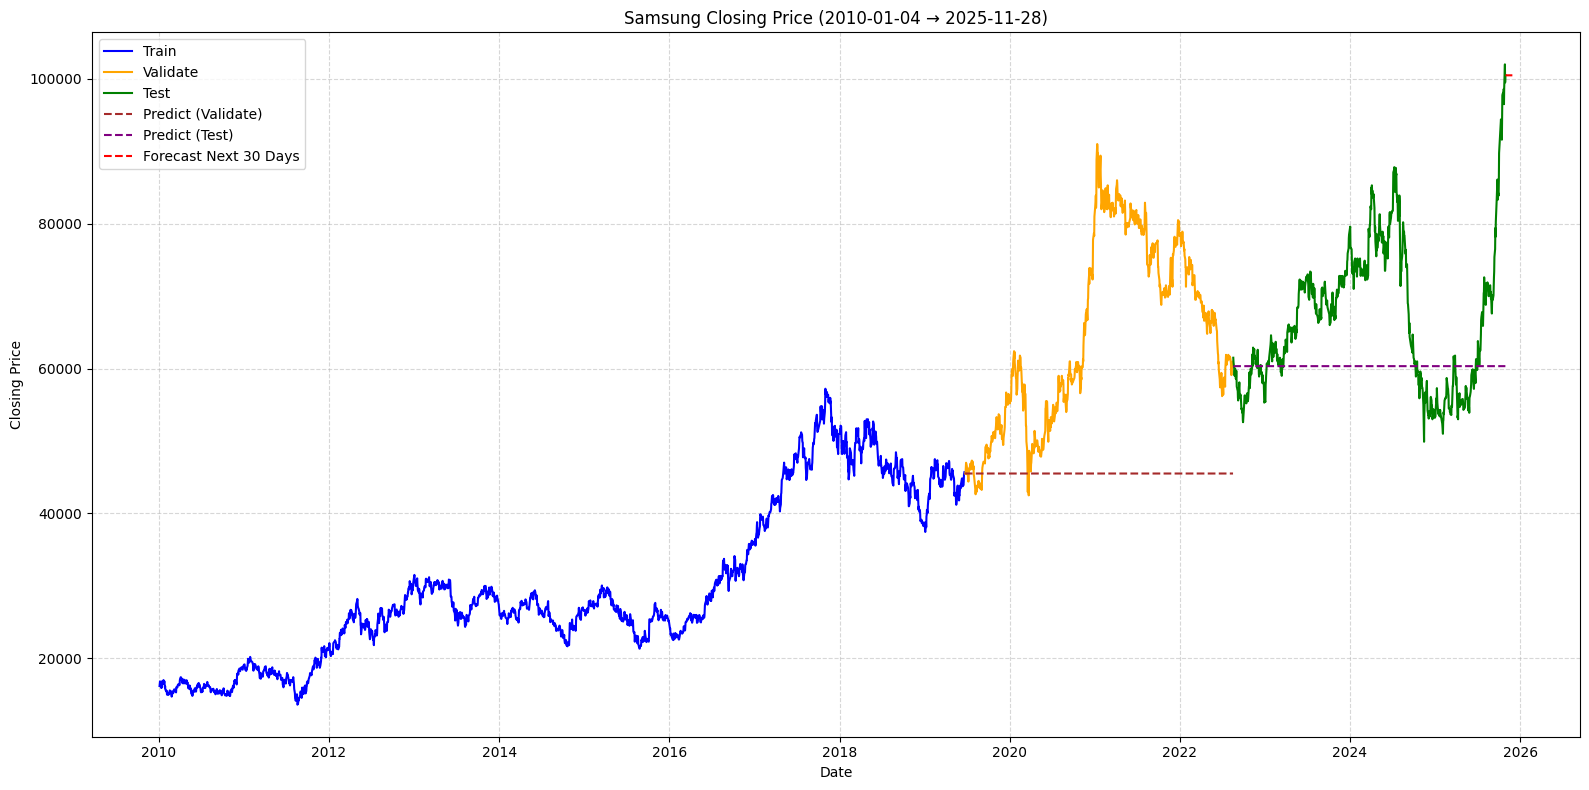 Samsung Closing Price (2010-01-04 → 2025-11-28)
Train
Validate
Test
Predict (Validate)
Predict (Test)
Forecast Next 30 Days
Closing Price
100000
80000
60000
40000
20000
2010 2012 2014 2016 2018 2020 2022 2024 2026
Date